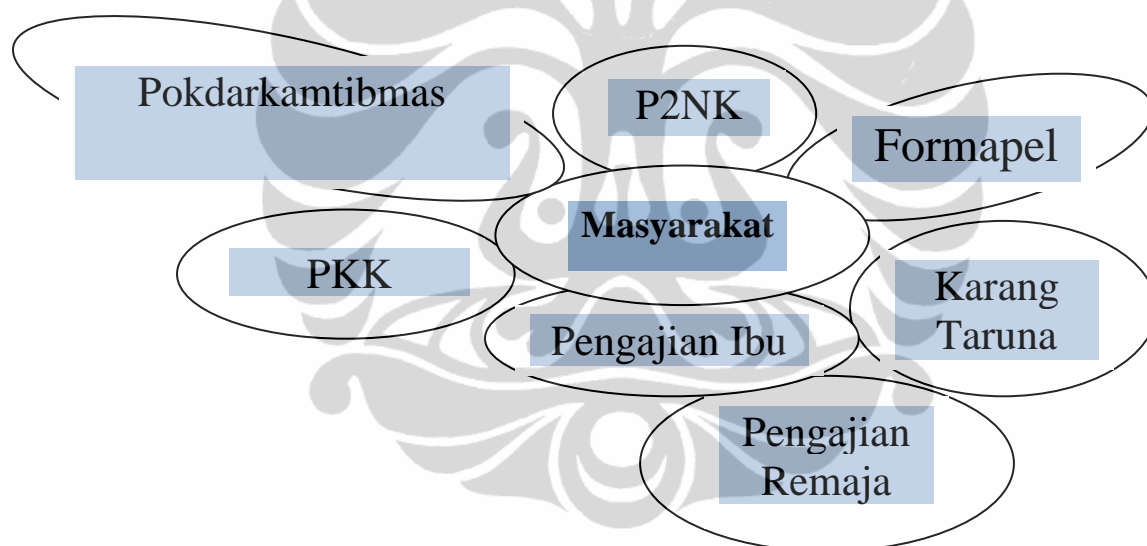 Pokdarkamtibmas
P2NK
Formapel
Masyarakat
PKK
Karang
Taruna
Pengajian Ibu
Pengajian
Remaja